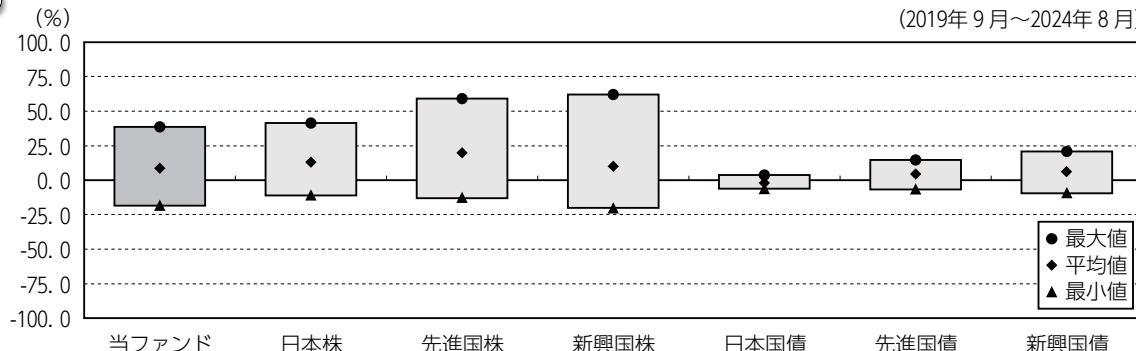 (%)
(2019年9月～2024年8月)
100.0
75.0
50.0
25.0
0.0
-25.0
-50.0
-75.0
-100.0
● 最大値
◆ 平均値
▲ 最小値
当ファンド 日本株 先進国株 新興国株 日本国債 先進国債 新興国債